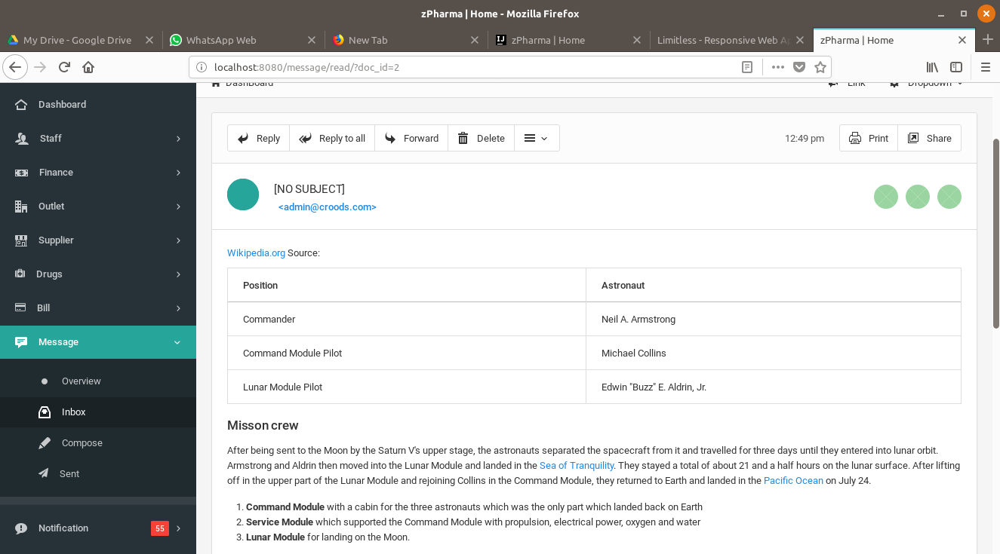 zPharma | Home - Mozilla Firefox
My Drive - Google Drive
WhatsApp Web
New Tab
IJ
zPharma | Home
Limitless - Responsive Web Ap
zPharma | Home
localhost:8080/message/read/?doc_id=2
Dashboard
Link
Dropdown
Dashboard
Staff
Finance
Outlet
Supplier
Drugs
Bill
Message
Overview
Inbox
Compose
Sent
Notification 55
Reply Reply to all Forward Delete 12:49 pm Print Share
[NO SUBJECT]
<admin@croods.com>
Wikipedia.org Source:
Position Astronaut
Commander Neil A. Armstrong
Command Module Pilot Michael Collins
Lunar Module Pilot Edwin "Buzz" E. Aldrin, Jr.
Misson crew
After being sent to the Moon by the Saturn V's upper stage, the astronauts separated the spacecraft from it and travelled for three days until they entered into lunar orbit.
Armstrong and Aldrin then moved into the Lunar Module and landed in the Sea of Tranquility. They stayed a total of about 21 and a half hours on the lunar surface. After lifting
off in the upper part of the Lunar Module and rejoining Collins in the Command Module, they returned to Earth and landed in the Pacific Ocean on July 24.
1. Command Module with a cabin for the three astronauts which was the only part which landed back on Earth
2. Service Module which supported the Command Module with propulsion, electrical power, oxygen and water
3. Lunar Module for landing on the Moon.